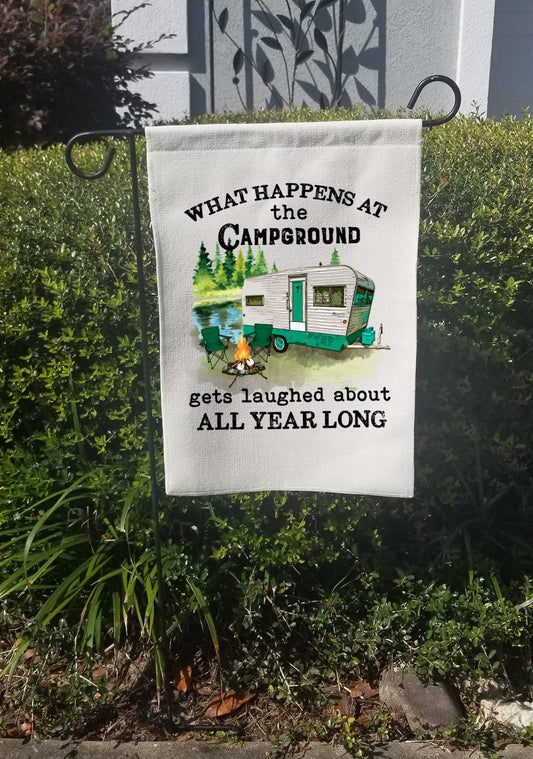 WHAT HAPPENS AT
the
CAMPGROUND
gets laughed about
ALL YEAR LONG